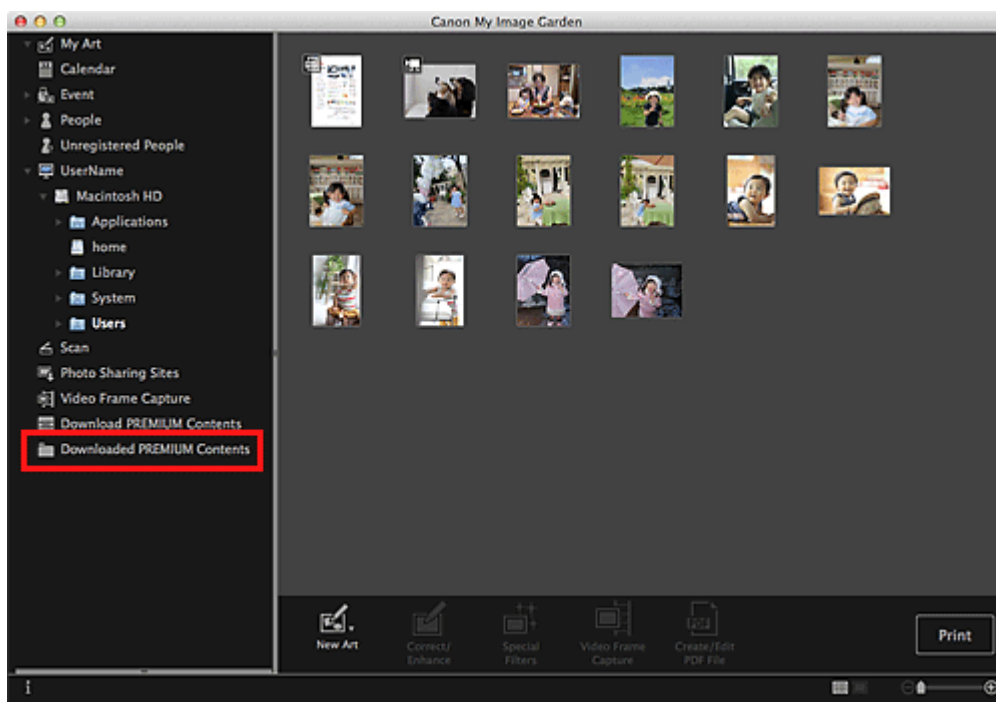 Canon My Image Garden
My Art
Calendar
Event
People
Unregistered People
UserName
Macintosh HD
Applications
home
Library
System
Users
Scan
Photo Sharing Sites
Video Frame Capture
Download PREMIUM Contents
Downloaded PREMIUM Contents
New Art
Correct/
Enhance
Special
Filters
Video Frame
Capture
Create/Edit
PDF File
Print